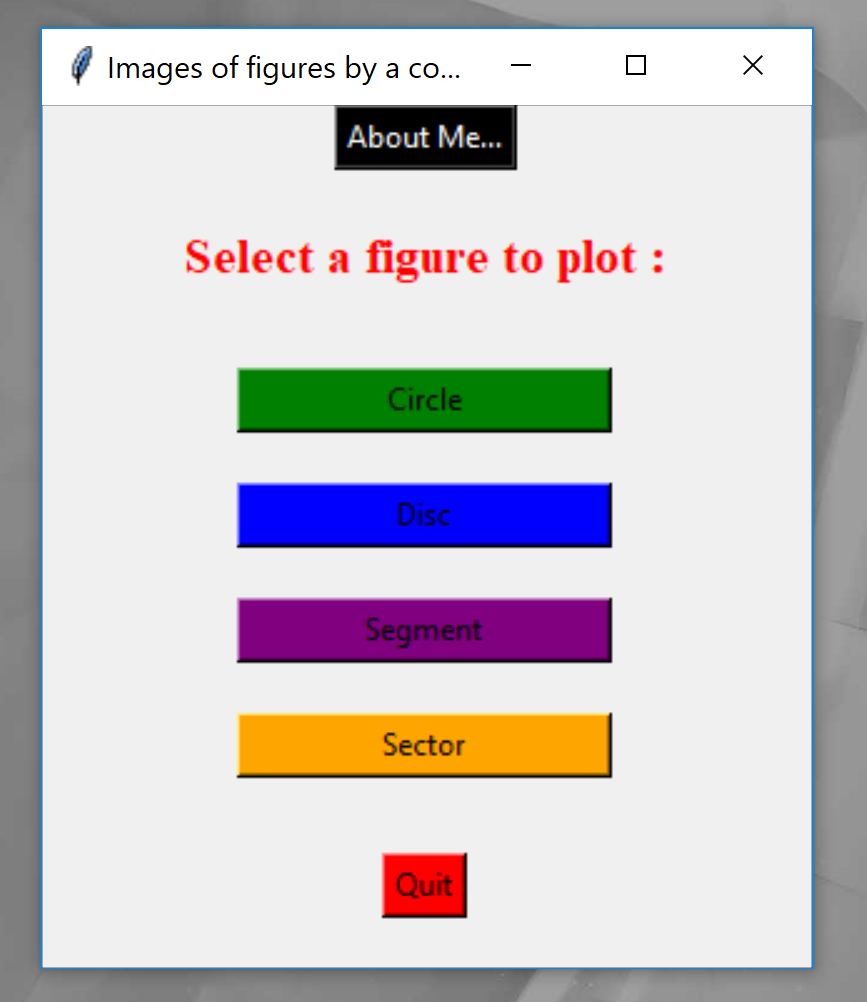 Images of figures by a co...
About Me...
Select a figure to plot :
Circle
Disc
Segment
Sector
Quit